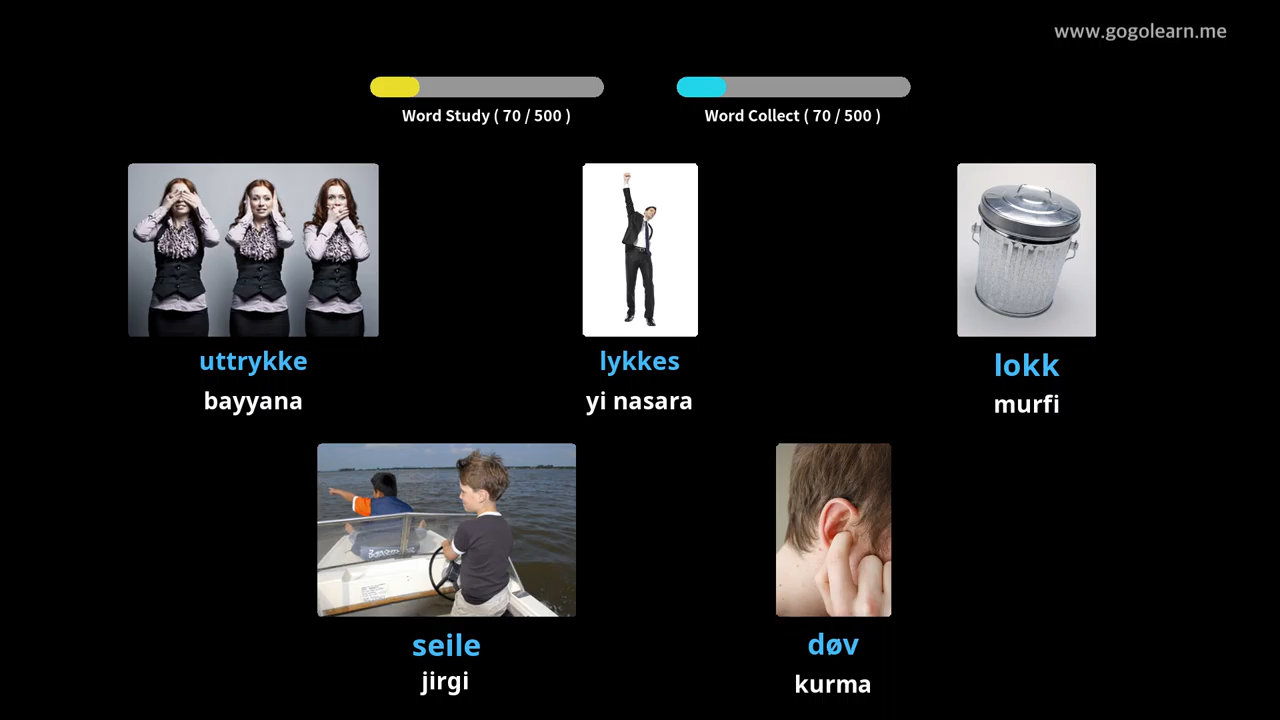 www.gogolearn.me
Word Study ( 70 / 500 )
Word Collect ( 70 / 500 )
uttrykke
bayyana
lykkes
yi nasara
lokk
murfi
seile
jirgi
døv
kurma